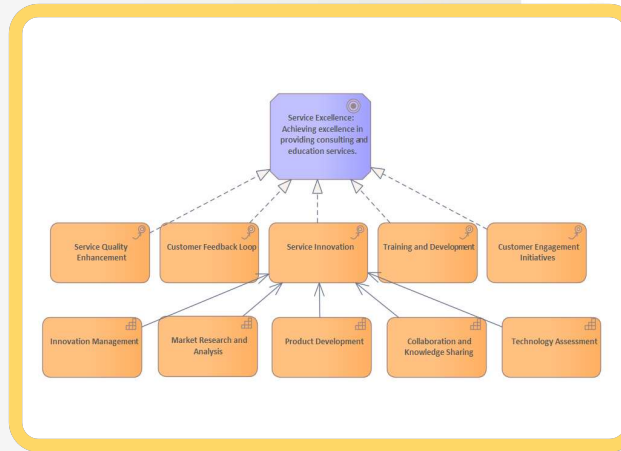 Service Excellence:
Achieving excellence in
providing consulting and
education services.
Service Quality
Enhancement
Customer Feedback Loop
Service Innovation
Training and Development
Customer Engagement
Initiatives
Innovation Management
Market Research and
Analysis
Product Development
Collaboration and
Knowledge Sharing
Technology Assessment